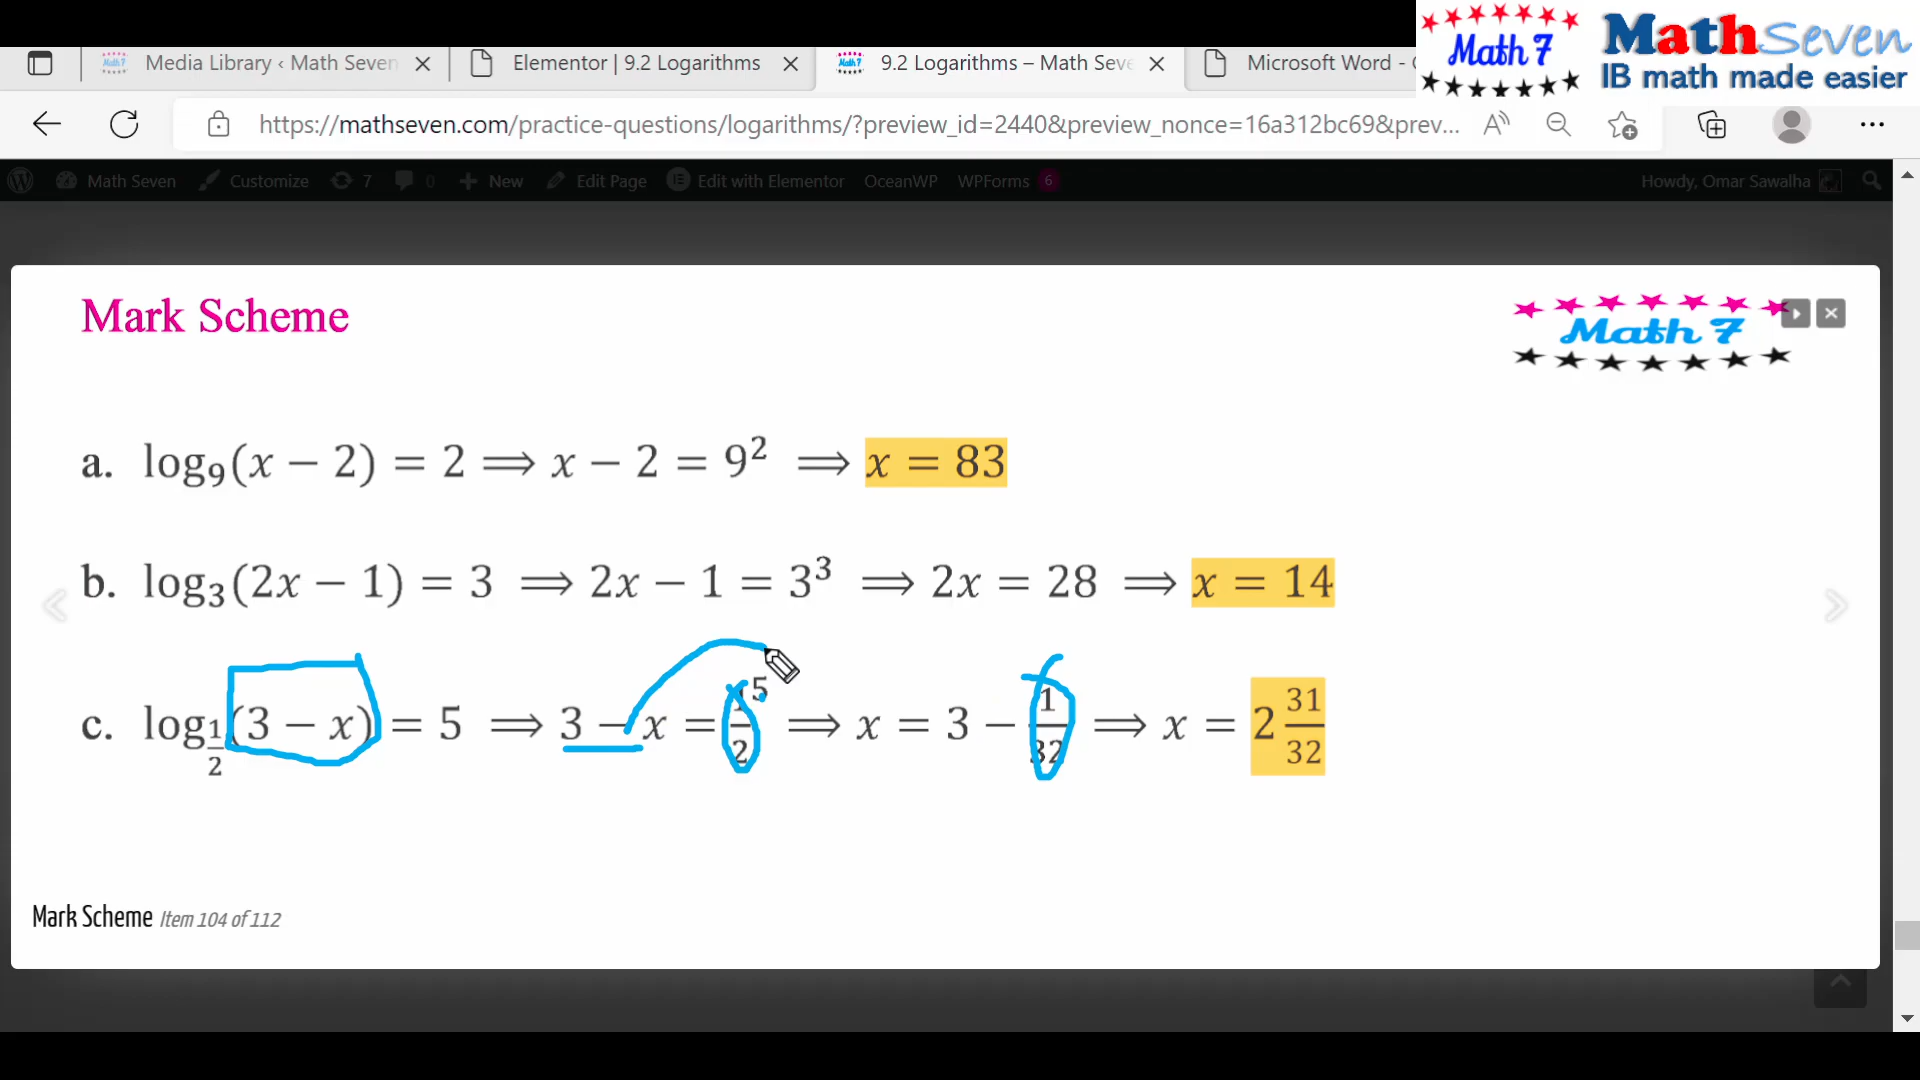 Math 7
MathSeven
IB math made easier
Media Library ‹ Math Seven
Elementor | 9.2 Logarithms
9.2 Logarithms – Math Seve
Microsoft Word -
https://mathseven.com/practice-questions/logarithms/?preview_id=2440&preview_nonce=16a312bc69&prev...
Math Seven Customize 7 0 New Edit Page Edit with Elementor OceanWP WPForms 6 Howdy, Omar Sawalha
Mark Scheme
Math 7
a. log₉(x − 2) = 2 ⟹ x − 2 = 9² ⟹ x = 83
b. log₃(2x − 1) = 3 ⟹ 2x − 1 = 3³ ⟹ 2x = 28 ⟹ x = 14
c. log_{1/2}(3 − x) = 5 ⟹ 3 − x = 1/2⁵ ⟹ x = 3 − 1/32 ⟹ x = 2 31/32
Mark Scheme Item 104 of 112